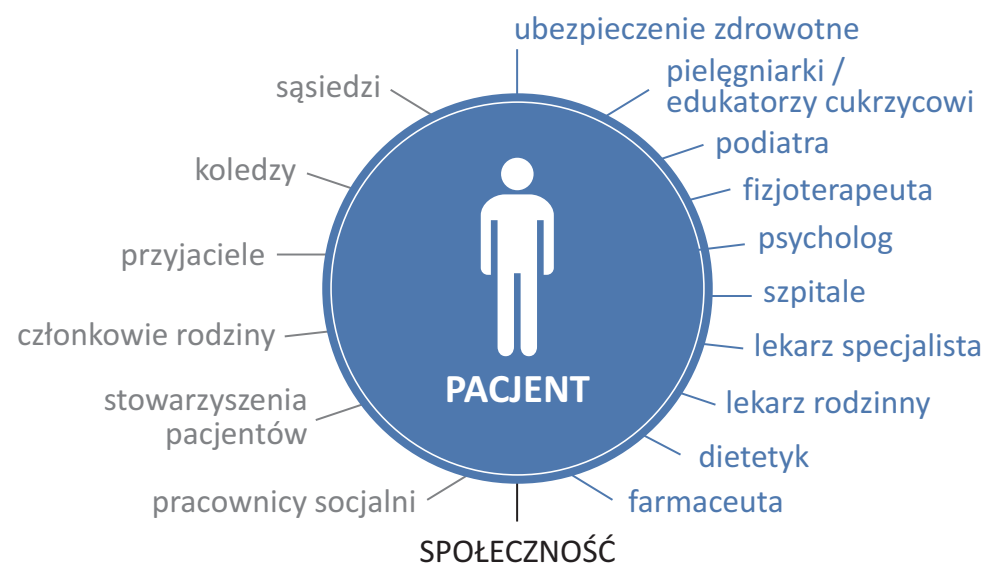 ubezpieczenie zdrowotne
pielęgniarki /
edukatorzy cukrzycowi
podiatra
fizjoterapeuta
psycholog
szpitale
lekarz specjalista
lekarz rodzinny
dietetyk
farmaceuta
SPOŁECZNOŚĆ
pracownicy socjalni
stowarzyszenia
pacjentów
członkowie rodziny
przyjaciele
koledzy
sąsiedzi
PACJENT